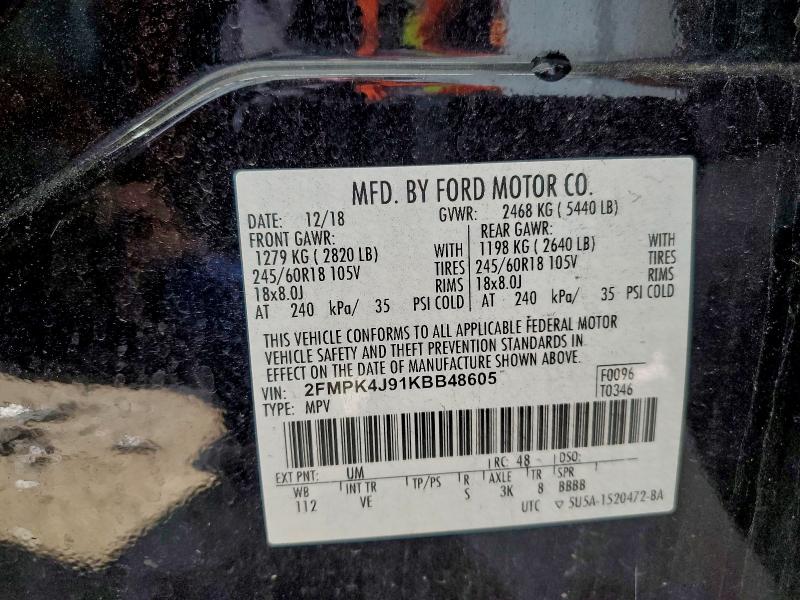 MFD. BY FORD MOTOR CO.
DATE: 12/18 GVWR: 2468 KG ( 5440 LB)
FRONT GAWR: REAR GAWR:
1279 KG ( 2820 LB) WITH 1198 KG ( 2640 LB) WITH
245/60R18 105V TIRES 245/60R18 105V TIRES
18x8.0J RIMS 18x8.0J RIMS
AT 240 kPa/ 35 PSI COLD AT 240 kPa/ 35 PSI COLD
THIS VEHICLE CONFORMS TO ALL APPLICABLE FEDERAL MOTOR
VEHICLE SAFETY AND THEFT PREVENTION STANDARDS IN
EFFECT ON THE DATE OF MANUFACTURE SHOWN ABOVE.
VIN: 2FMPK4J91KBB48605 F0096
TYPE: MPV T0346
EXT PNT: UM RC: 48 DSO:
WB INT TR TP/PS R AXLE TR SPR
112 VE S 3K 8 BBBB
UTC ▽ 5U5A-1520472-BA